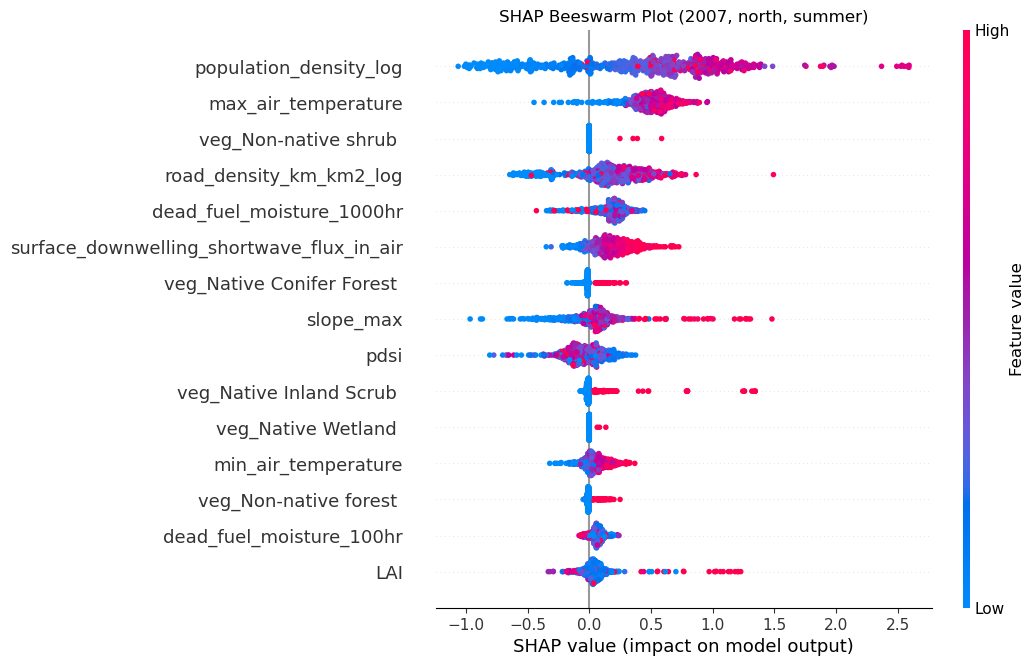 SHAP Beeswarm Plot (2007, north, summer)
High
population_density_log
max_air_temperature
veg_Non-native shrub
road_density_km_km2_log
dead_fuel_moisture_1000hr
surface_downwelling_shortwave_flux_in_air
veg_Native Conifer Forest
slope_max
pdsi
veg_Native Inland Scrub
veg_Native Wetland
min_air_temperature
veg_Non-native forest
dead_fuel_moisture_100hr
LAI
Feature value
Low
−1.0 −0.5 0.0 0.5 1.0 1.5 2.0 2.5
SHAP value (impact on model output)